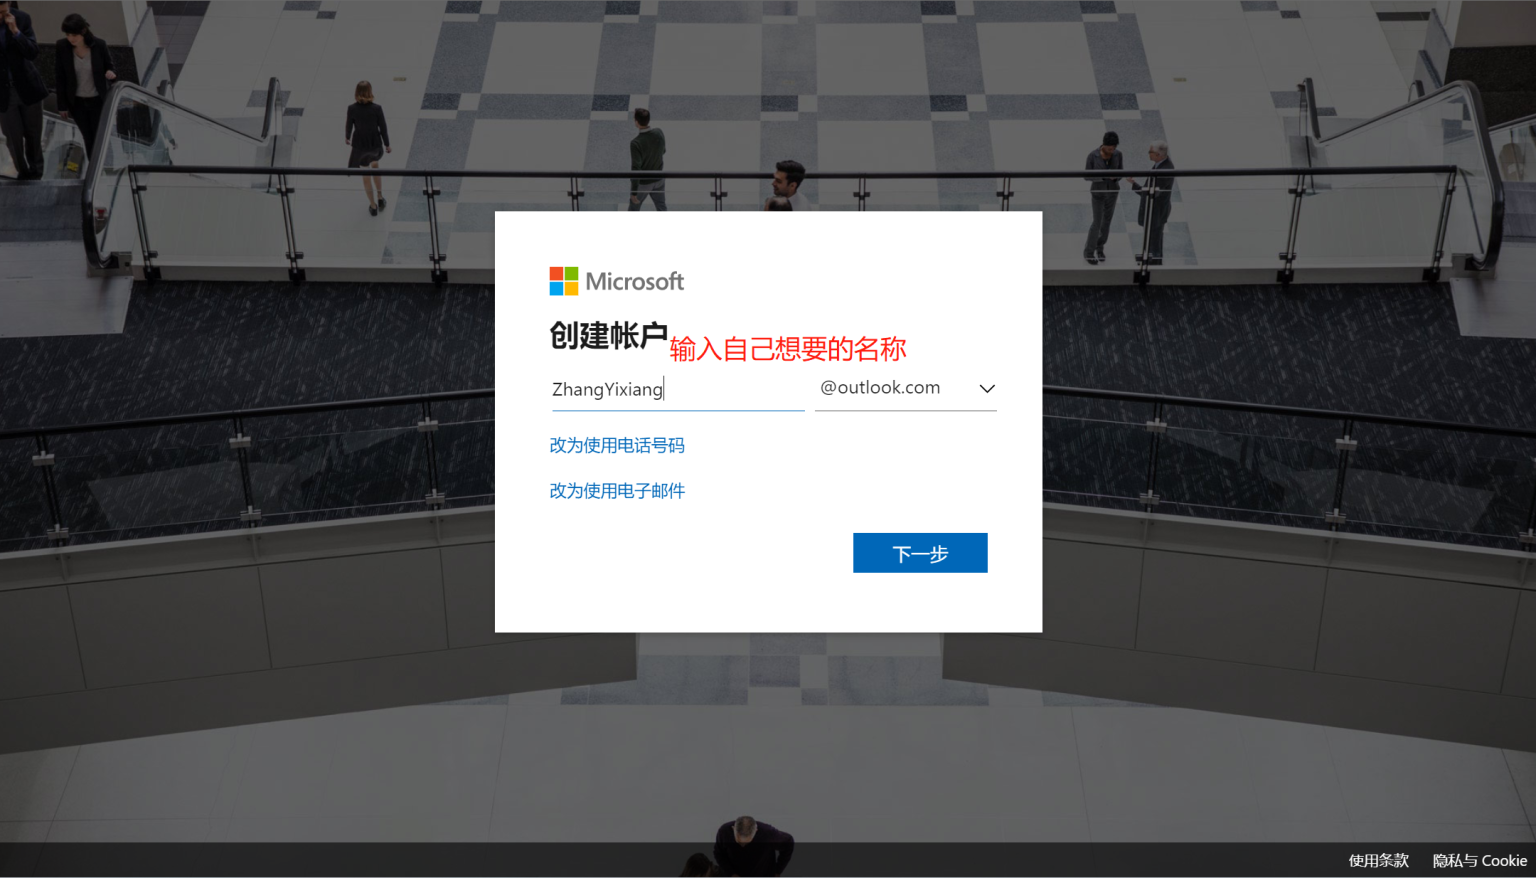 Microsoft
创建帐户
输入自己想要的名称
ZhangYixiang @outlook.com
改为使用电话号码
改为使用电子邮件
下一步
使用条款 隐私与 Cookie